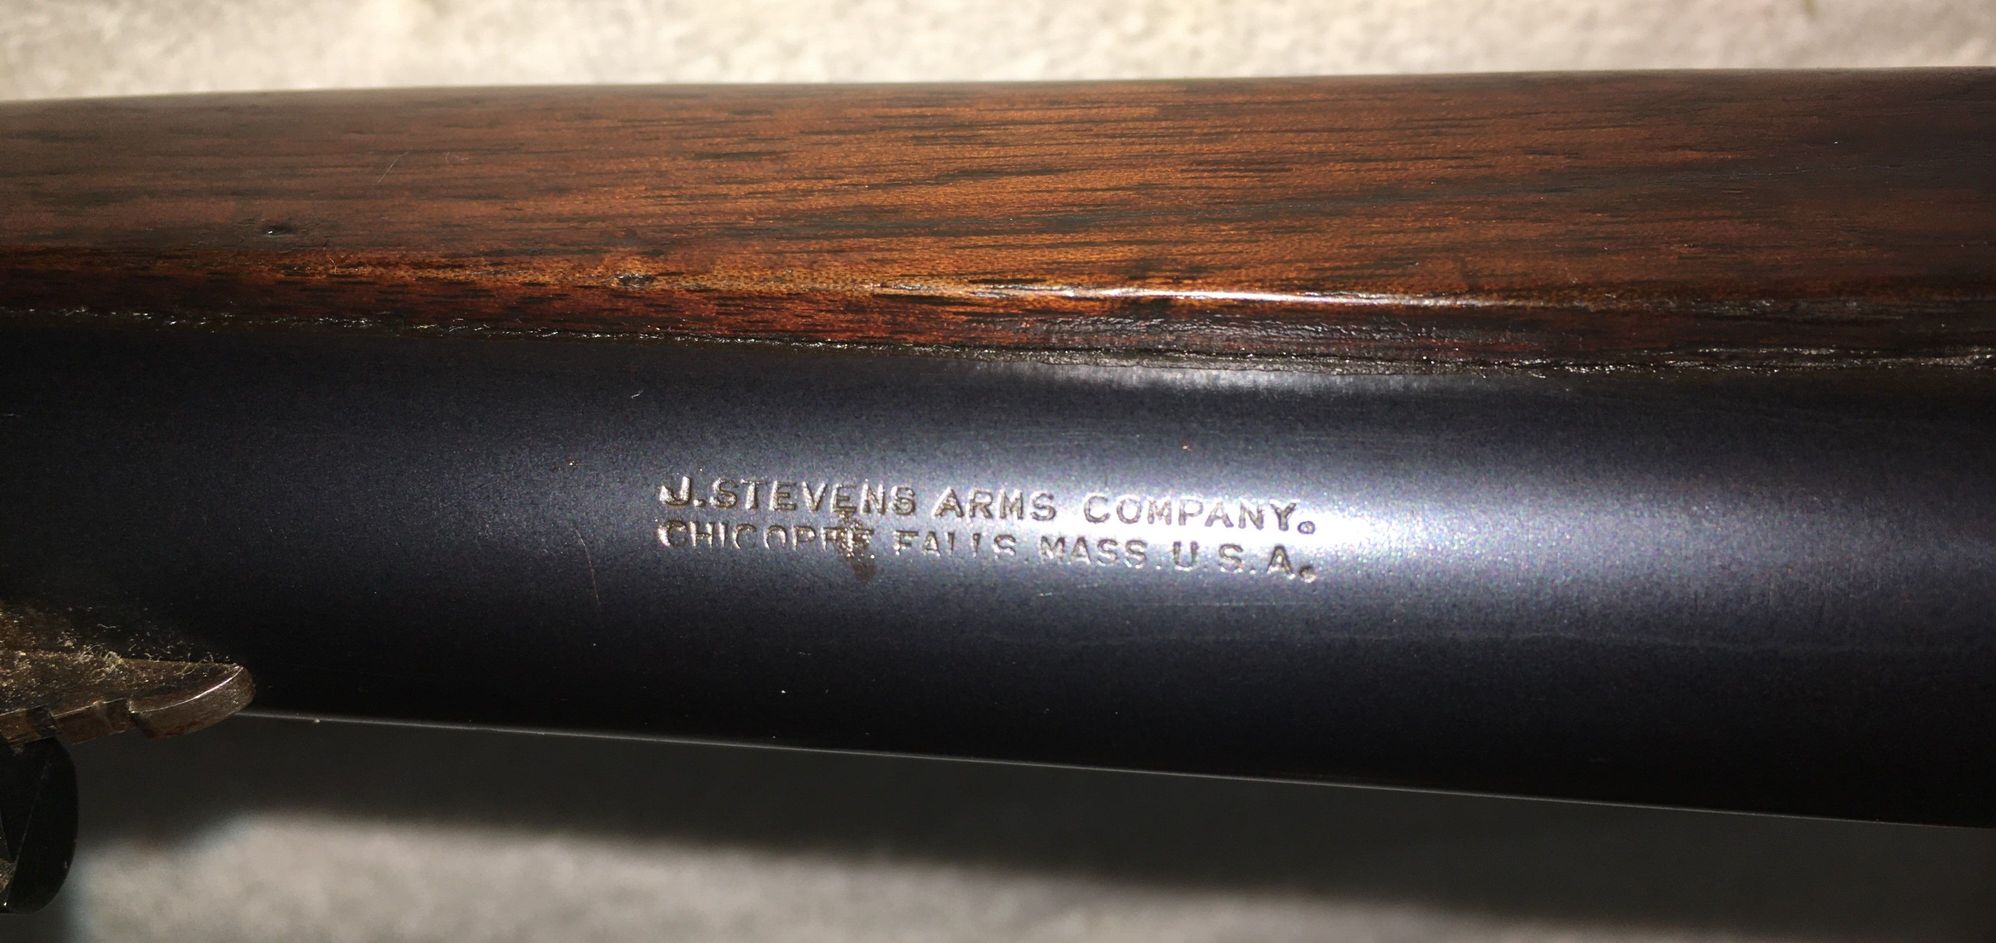 J. STEVENS ARMS COMPANY.
CHICOPEE FALLS. MASS. U.S.A.